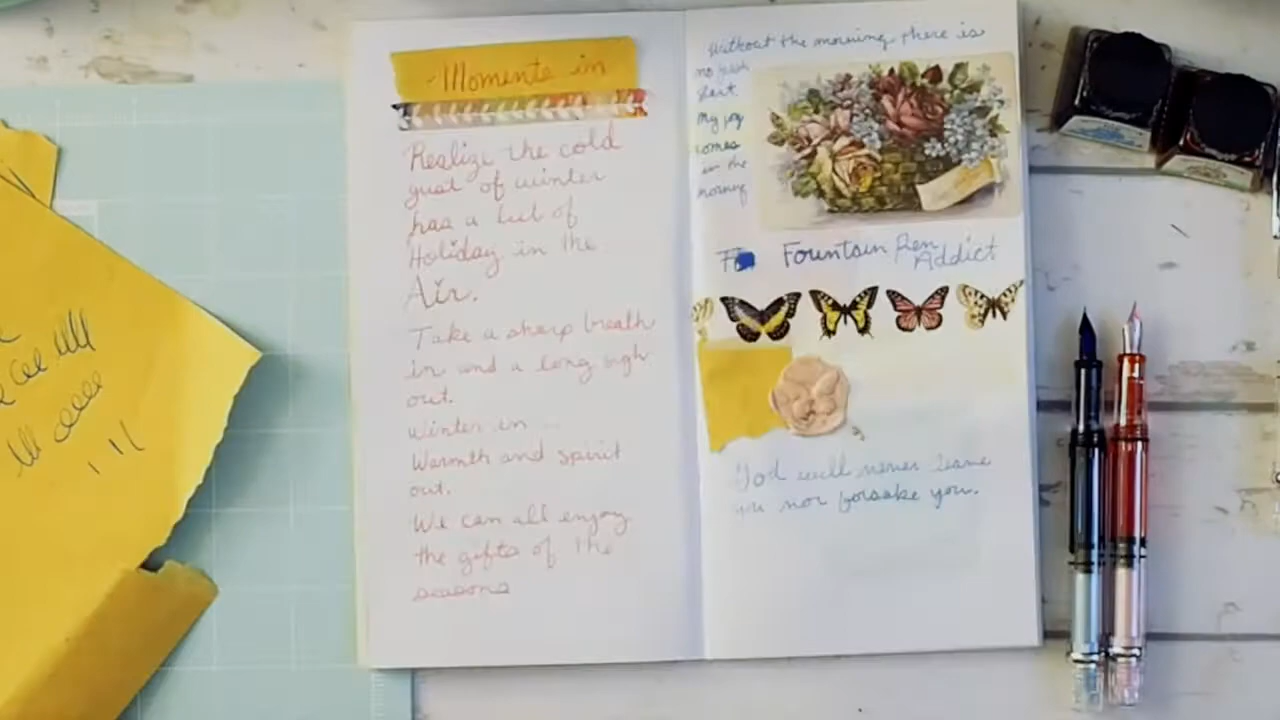 ~Moments in
Realize the cold
gust of winter
has a bit of
Holiday in the
Air.
Take a sharp breath
in and a long sigh
out.
Winter in
Warmth and spirit
out.
We can all enjoy
the gifts of the
seasons
Without the morning there is
no fresh
start.
My joy
comes
in the
morning
Fountain Pen
Addict
God will never leave
you nor forsake you.